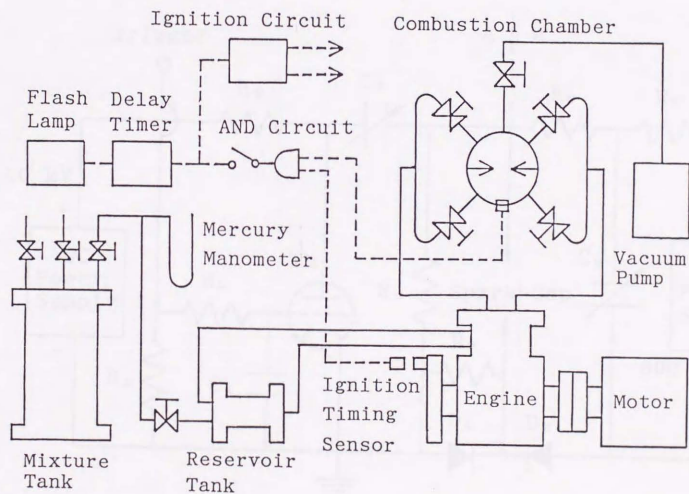 Ignition Circuit
Combustion Chamber
Flash
Lamp
Delay
Timer
AND Circuit
Mercury
Manometer
Vacuum
Pump
Ignition
Timing
Sensor
Engine
Motor
Mixture
Tank
Reservoir
Tank